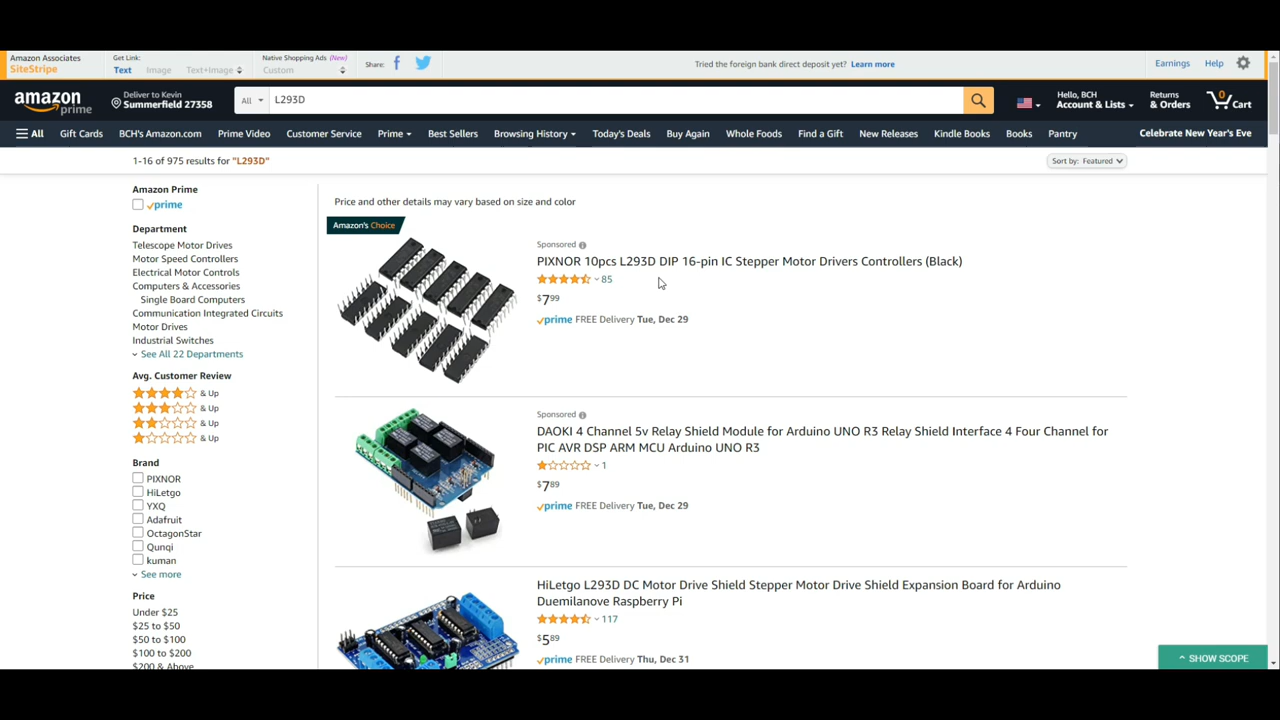 Amazon Associates
SiteStripe
Get Link:
Text Image Text+Image
Native Shopping Ads (New)
Custom
Share:
Tried the foreign bank direct deposit yet? Learn more
Earnings Help
amazon prime
Deliver to Kevin
Summerfield 27358
All L293D
Hello, BCH
Account & Lists
Returns
& Orders
0 Cart
All Gift Cards BCH's Amazon.com Prime Video Customer Service Prime Best Sellers Browsing History Today's Deals Buy Again Whole Foods Find a Gift New Releases Kindle Books Books Pantry Celebrate New Year's Eve
1-16 of 975 results for "L293D"
Sort by: Featured
Amazon Prime
prime
Department
Telescope Motor Drives
Motor Speed Controllers
Electrical Motor Controls
Computers & Accessories
Single Board Computers
Communication Integrated Circuits
Motor Drives
Industrial Switches
See All 22 Departments
Avg. Customer Review
& Up
& Up
& Up
& Up
Brand
PIXNOR
HiLetgo
YXQ
Adafruit
OctagonStar
Qunqi
kuman
See more
Price
Under $25
$25 to $50
$50 to $100
$100 to $200
$200 & Above
Price and other details may vary based on size and color
Amazon's Choice
Sponsored
PIXNOR 10pcs L293D DIP 16-pin IC Stepper Motor Drivers Controllers (Black)
85
$7 99
prime FREE Delivery Tue, Dec 29
Sponsored
DAOKI 4 Channel 5v Relay Shield Module for Arduino UNO R3 Relay Shield Interface 4 Four Channel for
PIC AVR DSP ARM MCU Arduino UNO R3
1
$7 89
prime FREE Delivery Tue, Dec 29
HiLetgo L293D DC Motor Drive Shield Stepper Motor Drive Shield Expansion Board for Arduino
Duemilanove Raspberry Pi
117
$5 89
prime FREE Delivery Thu, Dec 31
SHOW SCOPE